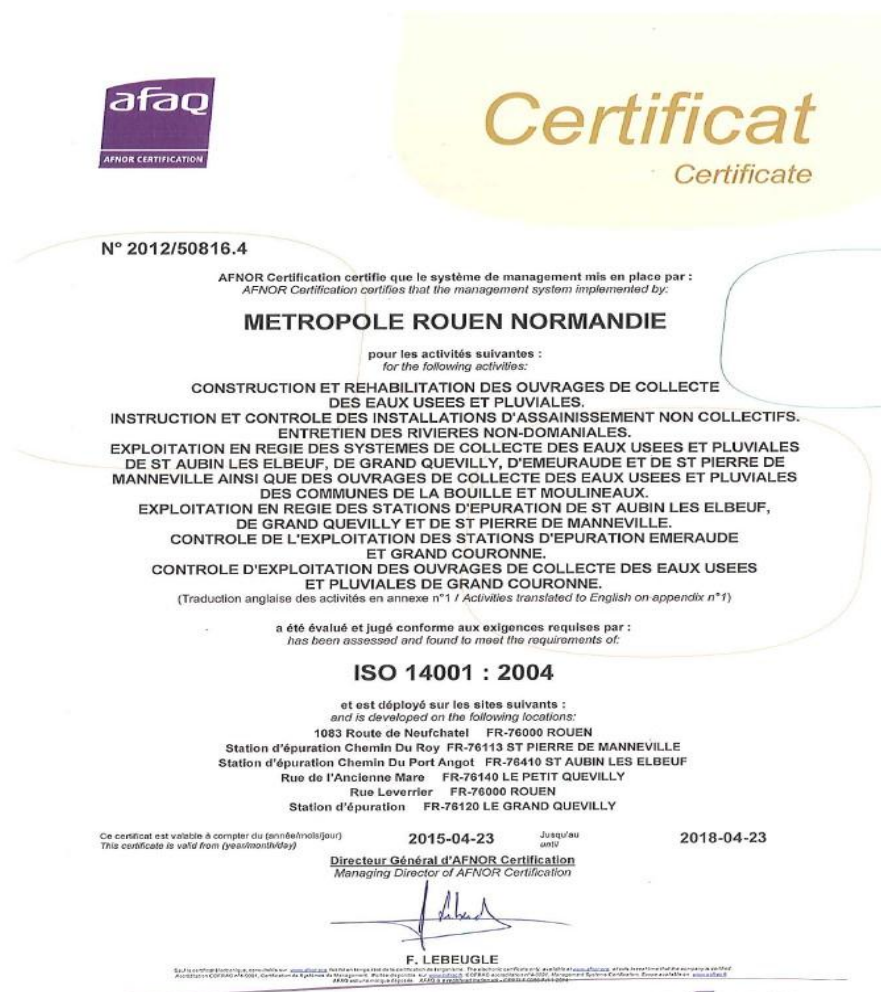 afaq
AFNOR CERTIFICATION
Certificat
Certificate
N° 2012/50816.4
AFNOR Certification certifie que le système de management mis en place par :
AFNOR Certification certifies that the management system implemented by:
METROPOLE ROUEN NORMANDIE
pour les activités suivantes :
for the following activities:
CONSTRUCTION ET REHABILITATION DES OUVRAGES DE COLLECTE
DES EAUX USEES ET PLUVIALES.
INSTRUCTION ET CONTROLE DES INSTALLATIONS D'ASSAINISSEMENT NON COLLECTIFS.
ENTRETIEN DES RIVIERES NON-DOMANIALES.
EXPLOITATION EN REGIE DES SYSTEMES DE COLLECTE DES EAUX USEES ET PLUVIALES
DE ST AUBIN LES ELBEUF, DE GRAND QUEVILLY, D'EMEURAUDE ET DE ST PIERRE DE
MANNEVILLE AINSI QUE DES OUVRAGES DE COLLECTE DES EAUX USEES ET PLUVIALES
DES COMMUNES DE LA BOUILLE ET MOULINEAUX.
EXPLOITATION EN REGIE DES STATIONS D'EPURATION DE ST AUBIN LES ELBEUF,
DE GRAND QUEVILLY ET DE ST PIERRE DE MANNEVILLE.
CONTROLE DE L'EXPLOITATION DES STATIONS D'EPURATION EMERAUDE
ET GRAND COURONNE.
CONTROLE D'EXPLOITATION DES OUVRAGES DE COLLECTE DES EAUX USEES
ET PLUVIALES DE GRAND COURONNE.
(Traduction anglaise des activités en annexe n°1 / Activities translated to English on appendix n°1)
a été évalué et jugé conforme aux exigences requises par :
has been assessed and found to meet the requirements of:
ISO 14001 : 2004
et est déployé sur les sites suivants :
and is developed on the following locations:
1083 Route de Neufchatel FR-76000 ROUEN
Station d'épuration Chemin Du Roy FR-76113 ST PIERRE DE MANNEVILLE
Station d'épuration Chemin Du Port Angot FR-76410 ST AUBIN LES ELBEUF
Rue de l'Ancienne Mare FR-76140 LE PETIT QUEVILLY
Rue Leverrier FR-76000 ROUEN
Station d'épuration FR-76120 LE GRAND QUEVILLY
Ce certificat est valable à compter du (année/mois/jour)
This certificate is valid from (year/month/day)
2015-04-23
Jusqu'au
until
2018-04-23
Directeur Général d'AFNOR Certification
Managing Director of AFNOR Certification
F. LEBEUGLE